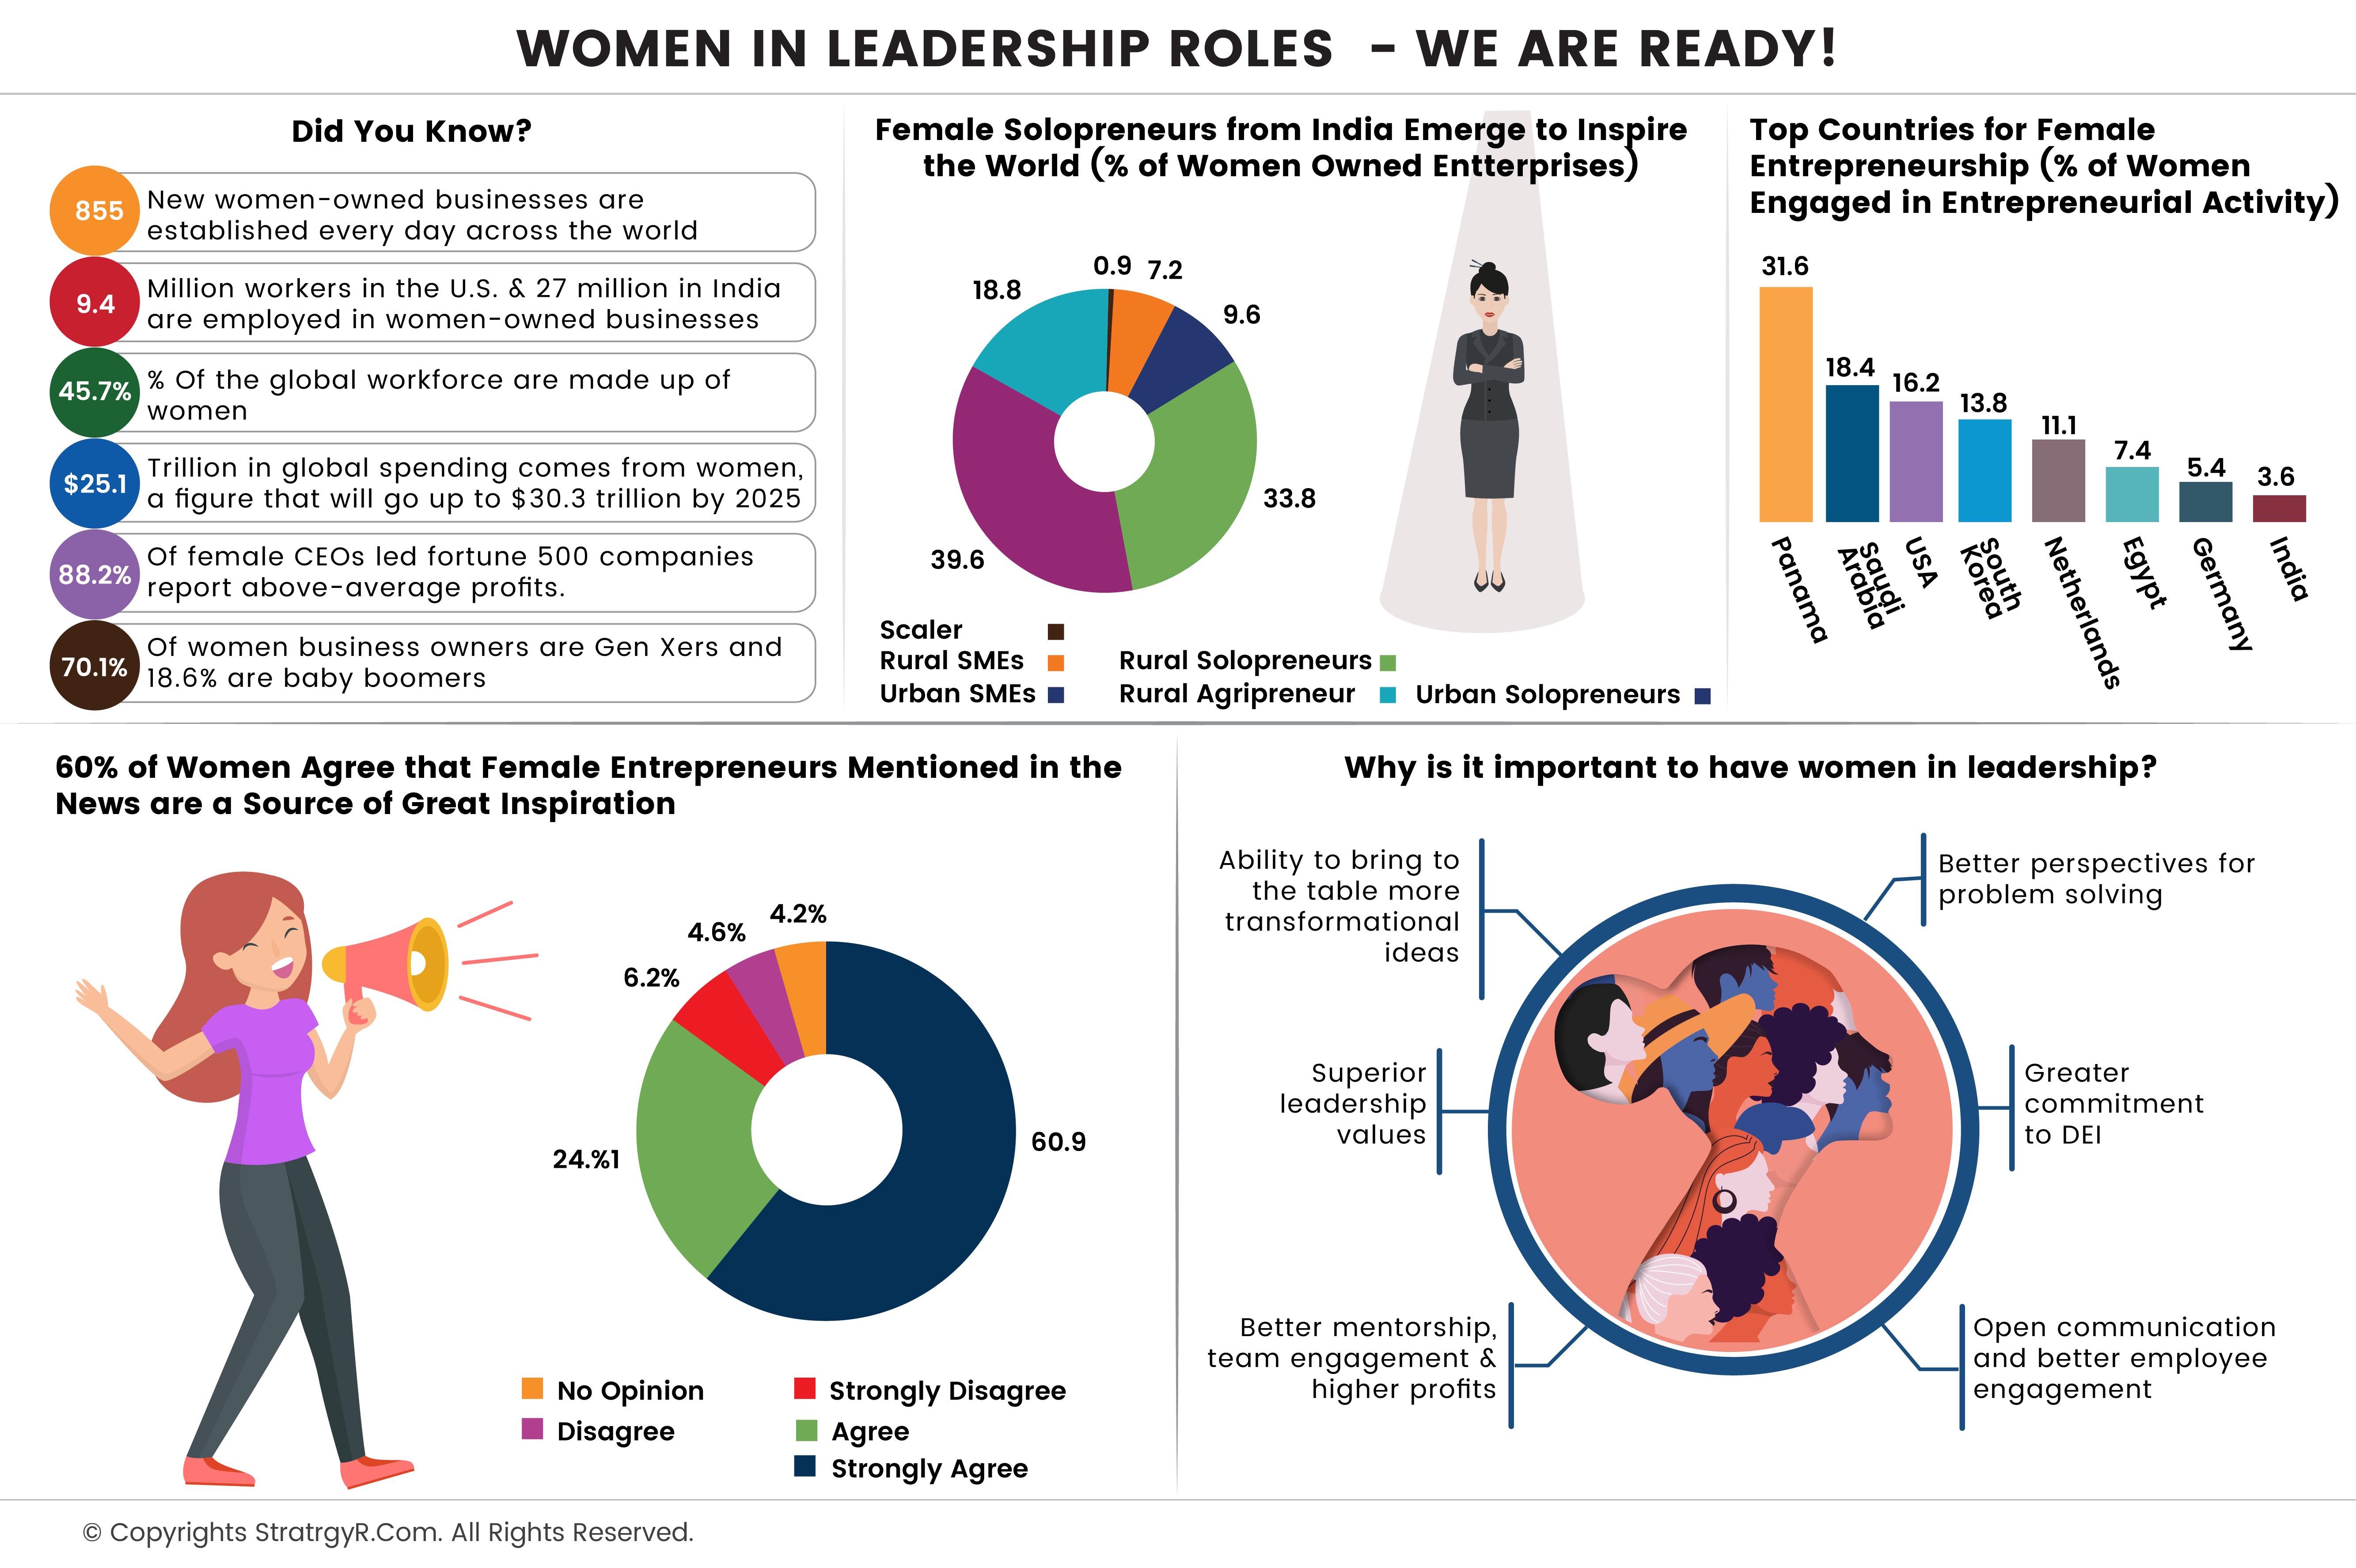 WOMEN IN LEADERSHIP ROLES - WE ARE READY!
Did You Know?
855
New women-owned businesses are
established every day across the world
9.4
Million workers in the U.S. & 27 million in India
are employed in women-owned businesses
45.7%
% Of the global workforce are made up of
women
$25.1
Trillion in global spending comes from women,
a figure that will go up to $30.3 trillion by 2025
88.2%
Of female CEOs led fortune 500 companies
report above-average profits.
70.1%
Of women business owners are Gen Xers and
18.6% are baby boomers
Female Solopreneurs from India Emerge to Inspire
the World (% of Women Owned Entterprises)
0.9
7.2
18.8
9.6
33.8
39.6
Scaler
Rural SMEs
Rural Solopreneurs
Urban SMEs
Rural Agripreneur
Urban Solopreneurs
Top Countries for Female
Entrepreneurship (% of Women
Engaged in Entrepreneurial Activity)
31.6
18.4
16.2
13.8
11.1
7.4
5.4
3.6
Panama
Saudi
Arabia
USA
South
Korea
Netherlands
Egypt
Germany
India
60% of Women Agree that Female Entrepreneurs Mentioned in the
News are a Source of Great Inspiration
4.2%
4.6%
6.2%
60.9
24.%1
No Opinion
Strongly Disagree
Disagree
Agree
Strongly Agree
Why is it important to have women in leadership?
Ability to bring to
the table more
transformational
ideas
Better perspectives for
problem solving
Superior
leadership
values
Greater
commitment
to DEI
Better mentorship,
team engagement &
higher profits
Open communication
and better employee
engagement
© Copyrights StratrgyR.Com. All Rights Reserved.